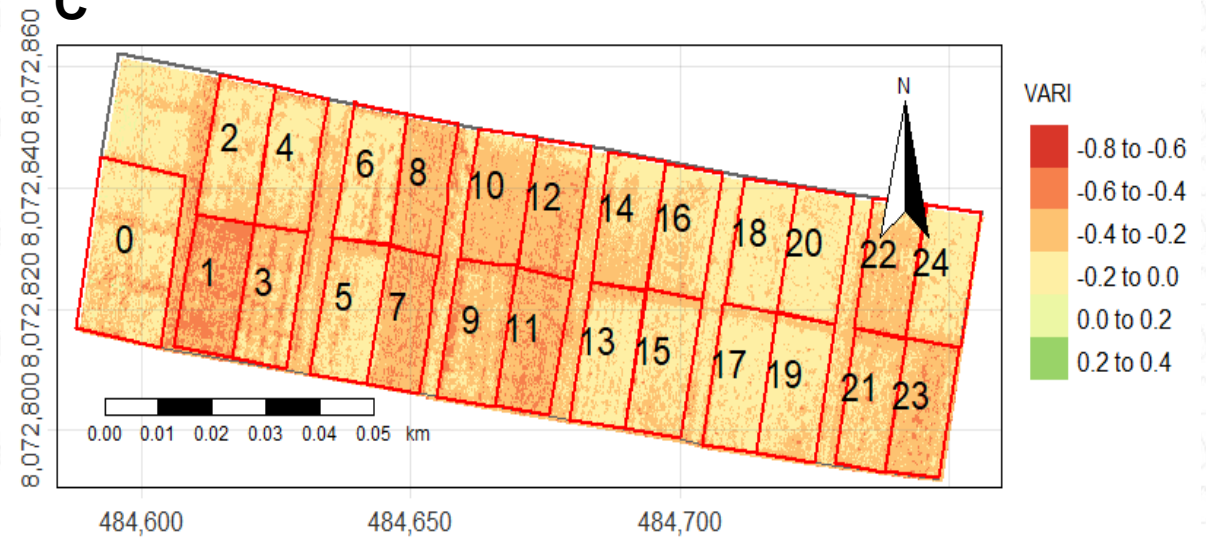 C
8,072,800 8,072,820 8,072,840 8,072,860
N
VARI
-0.8 to -0.6
-0.6 to -0.4
-0.4 to -0.2
-0.2 to 0.0
0.0 to 0.2
0.2 to 0.4
2 4 6 8 10 12 14 16 18 20 22 24
0 1 3 5 7 9 11 13 15 17 19 21 23
0.00 0.01 0.02 0.03 0.04 0.05 km
484,600 484,650 484,700